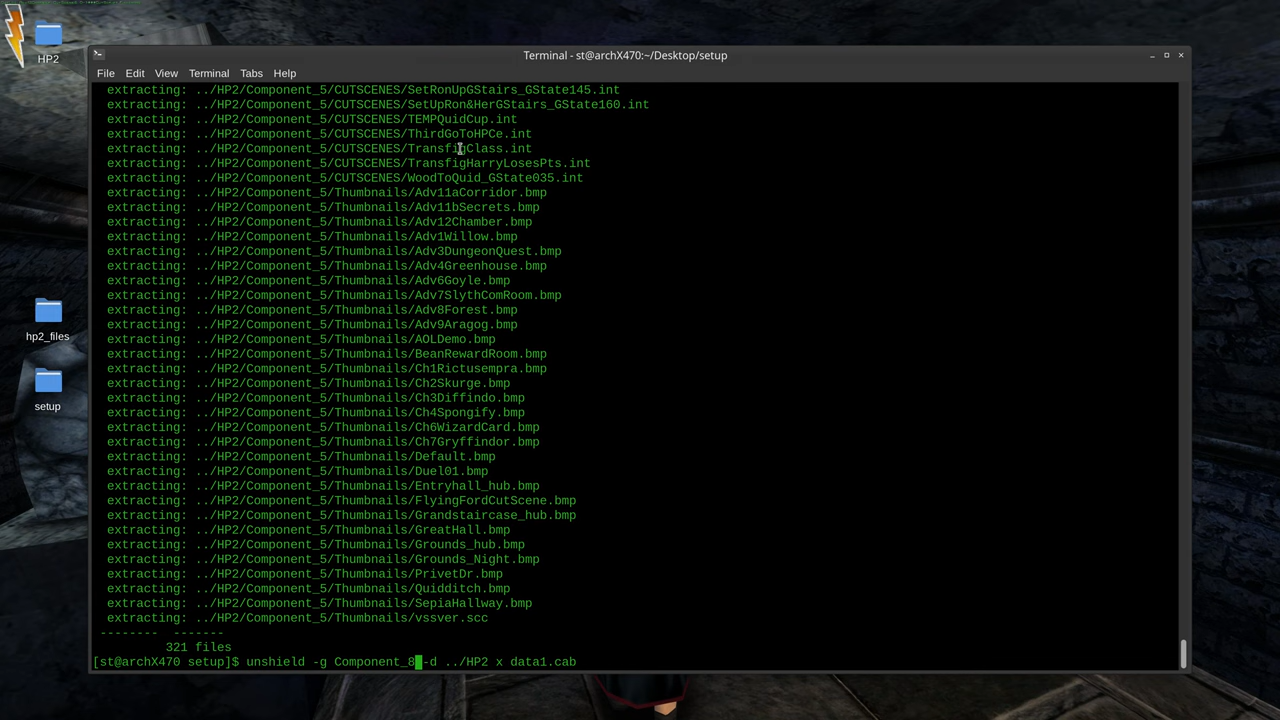 HP2
hp2_files
setup
Terminal - st@archX470:~/Desktop/setup
File Edit View Terminal Tabs Help
extracting: ../HP2/Component_5/CUTSCENES/SetRonUpGStairs_GState145.int
extracting: ../HP2/Component_5/CUTSCENES/SetUpRon&HerGStairs_GState160.int
extracting: ../HP2/Component_5/CUTSCENES/TEMPQuidCup.int
extracting: ../HP2/Component_5/CUTSCENES/ThirdGoToHPCe.int
extracting: ../HP2/Component_5/CUTSCENES/TransfigClass.int
extracting: ../HP2/Component_5/CUTSCENES/TransfigHarryLosesPts.int
extracting: ../HP2/Component_5/CUTSCENES/WoodToQuid_GState035.int
extracting: ../HP2/Component_5/Thumbnails/Adv11aCorridor.bmp
extracting: ../HP2/Component_5/Thumbnails/Adv11bSecrets.bmp
extracting: ../HP2/Component_5/Thumbnails/Adv12Chamber.bmp
extracting: ../HP2/Component_5/Thumbnails/Adv1Willow.bmp
extracting: ../HP2/Component_5/Thumbnails/Adv3DungeonQuest.bmp
extracting: ../HP2/Component_5/Thumbnails/Adv4Greenhouse.bmp
extracting: ../HP2/Component_5/Thumbnails/Adv6Goyle.bmp
extracting: ../HP2/Component_5/Thumbnails/Adv7SlythComRoom.bmp
extracting: ../HP2/Component_5/Thumbnails/Adv8Forest.bmp
extracting: ../HP2/Component_5/Thumbnails/Adv9Aragog.bmp
extracting: ../HP2/Component_5/Thumbnails/AOLDemo.bmp
extracting: ../HP2/Component_5/Thumbnails/BeanRewardRoom.bmp
extracting: ../HP2/Component_5/Thumbnails/Ch1Rictusempra.bmp
extracting: ../HP2/Component_5/Thumbnails/Ch2Skurge.bmp
extracting: ../HP2/Component_5/Thumbnails/Ch3Diffindo.bmp
extracting: ../HP2/Component_5/Thumbnails/Ch4Spongify.bmp
extracting: ../HP2/Component_5/Thumbnails/Ch6WizardCard.bmp
extracting: ../HP2/Component_5/Thumbnails/Ch7Gryffindor.bmp
extracting: ../HP2/Component_5/Thumbnails/Default.bmp
extracting: ../HP2/Component_5/Thumbnails/Duel01.bmp
extracting: ../HP2/Component_5/Thumbnails/Entryhall_hub.bmp
extracting: ../HP2/Component_5/Thumbnails/FlyingFordCutScene.bmp
extracting: ../HP2/Component_5/Thumbnails/Grandstaircase_hub.bmp
extracting: ../HP2/Component_5/Thumbnails/GreatHall.bmp
extracting: ../HP2/Component_5/Thumbnails/Grounds_hub.bmp
extracting: ../HP2/Component_5/Thumbnails/Grounds_Night.bmp
extracting: ../HP2/Component_5/Thumbnails/PrivetDr.bmp
extracting: ../HP2/Component_5/Thumbnails/Quidditch.bmp
extracting: ../HP2/Component_5/Thumbnails/SepiaHallway.bmp
extracting: ../HP2/Component_5/Thumbnails/vssver.scc
--------  -------
321 files
[st@archX470 setup]$ unshield -g Component_8 -d ../HP2 x data1.cab